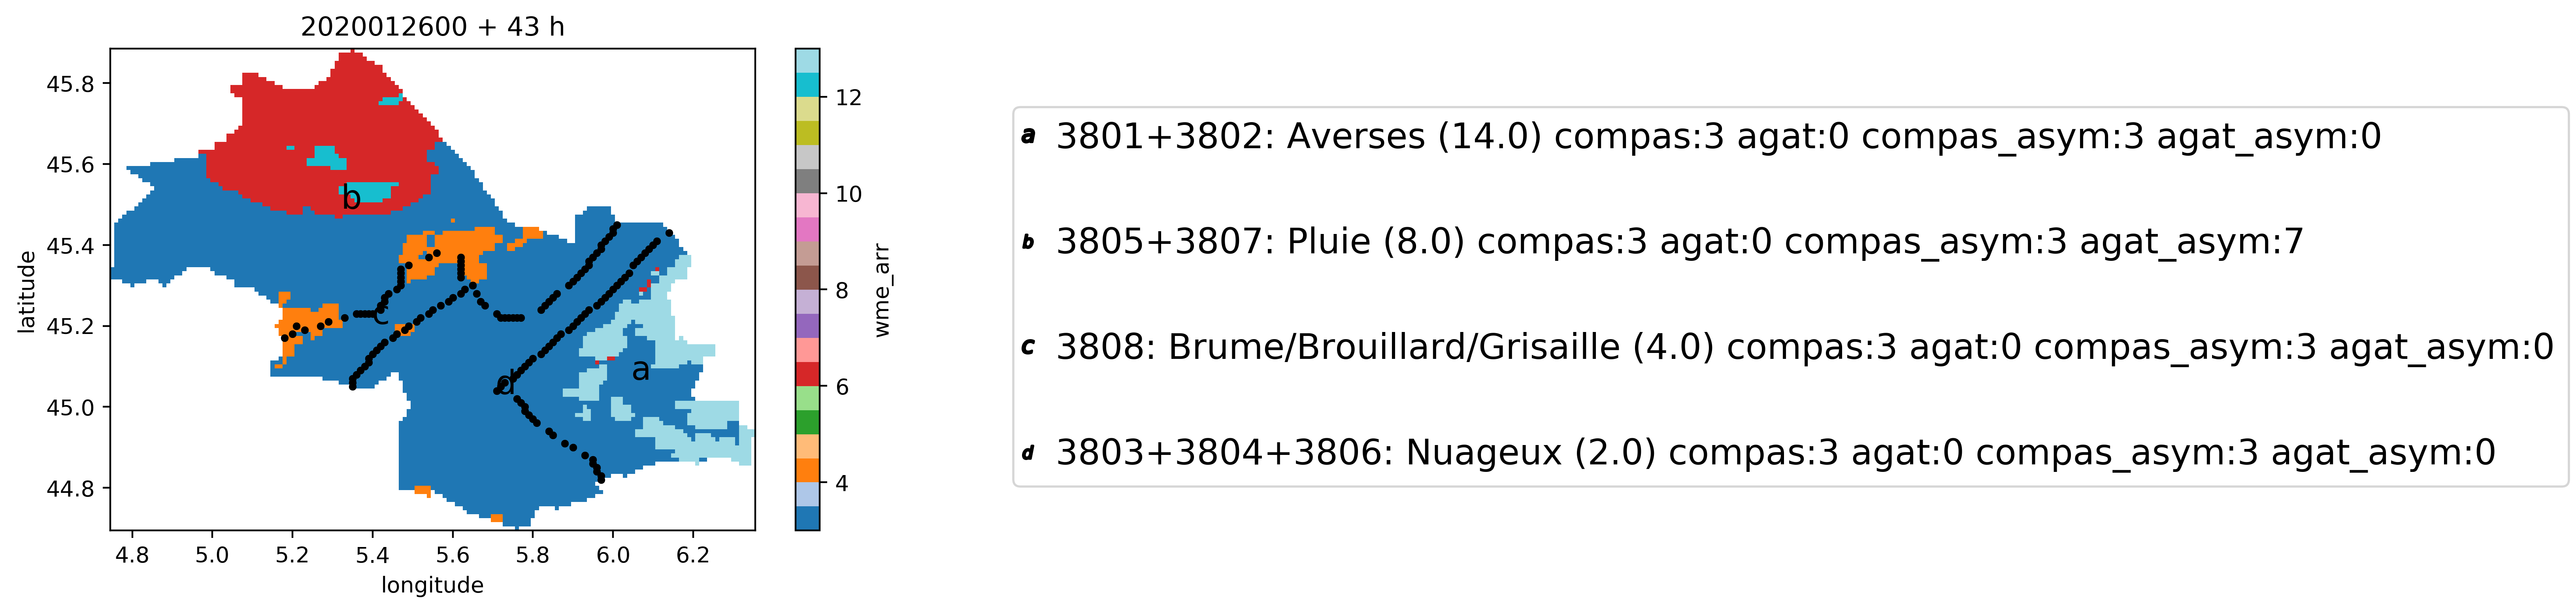 2020012600 + 43 h
45.8
45.6
45.4
45.2
45.0
44.8
latitude
4.8 5.0 5.2 5.4 5.6 5.8 6.0 6.2
longitude
b
c
a
d
12
10
8
6
4
wme_arr
a 3801+3802: Averses (14.0) compas:3 agat:0 compas_asym:3 agat_asym:0
b 3805+3807: Pluie (8.0) compas:3 agat:0 compas_asym:3 agat_asym:7
c 3808: Brume/Brouillard/Grisaille (4.0) compas:3 agat:0 compas_asym:3 agat_asym:0
d 3803+3804+3806: Nuageux (2.0) compas:3 agat:0 compas_asym:3 agat_asym:0